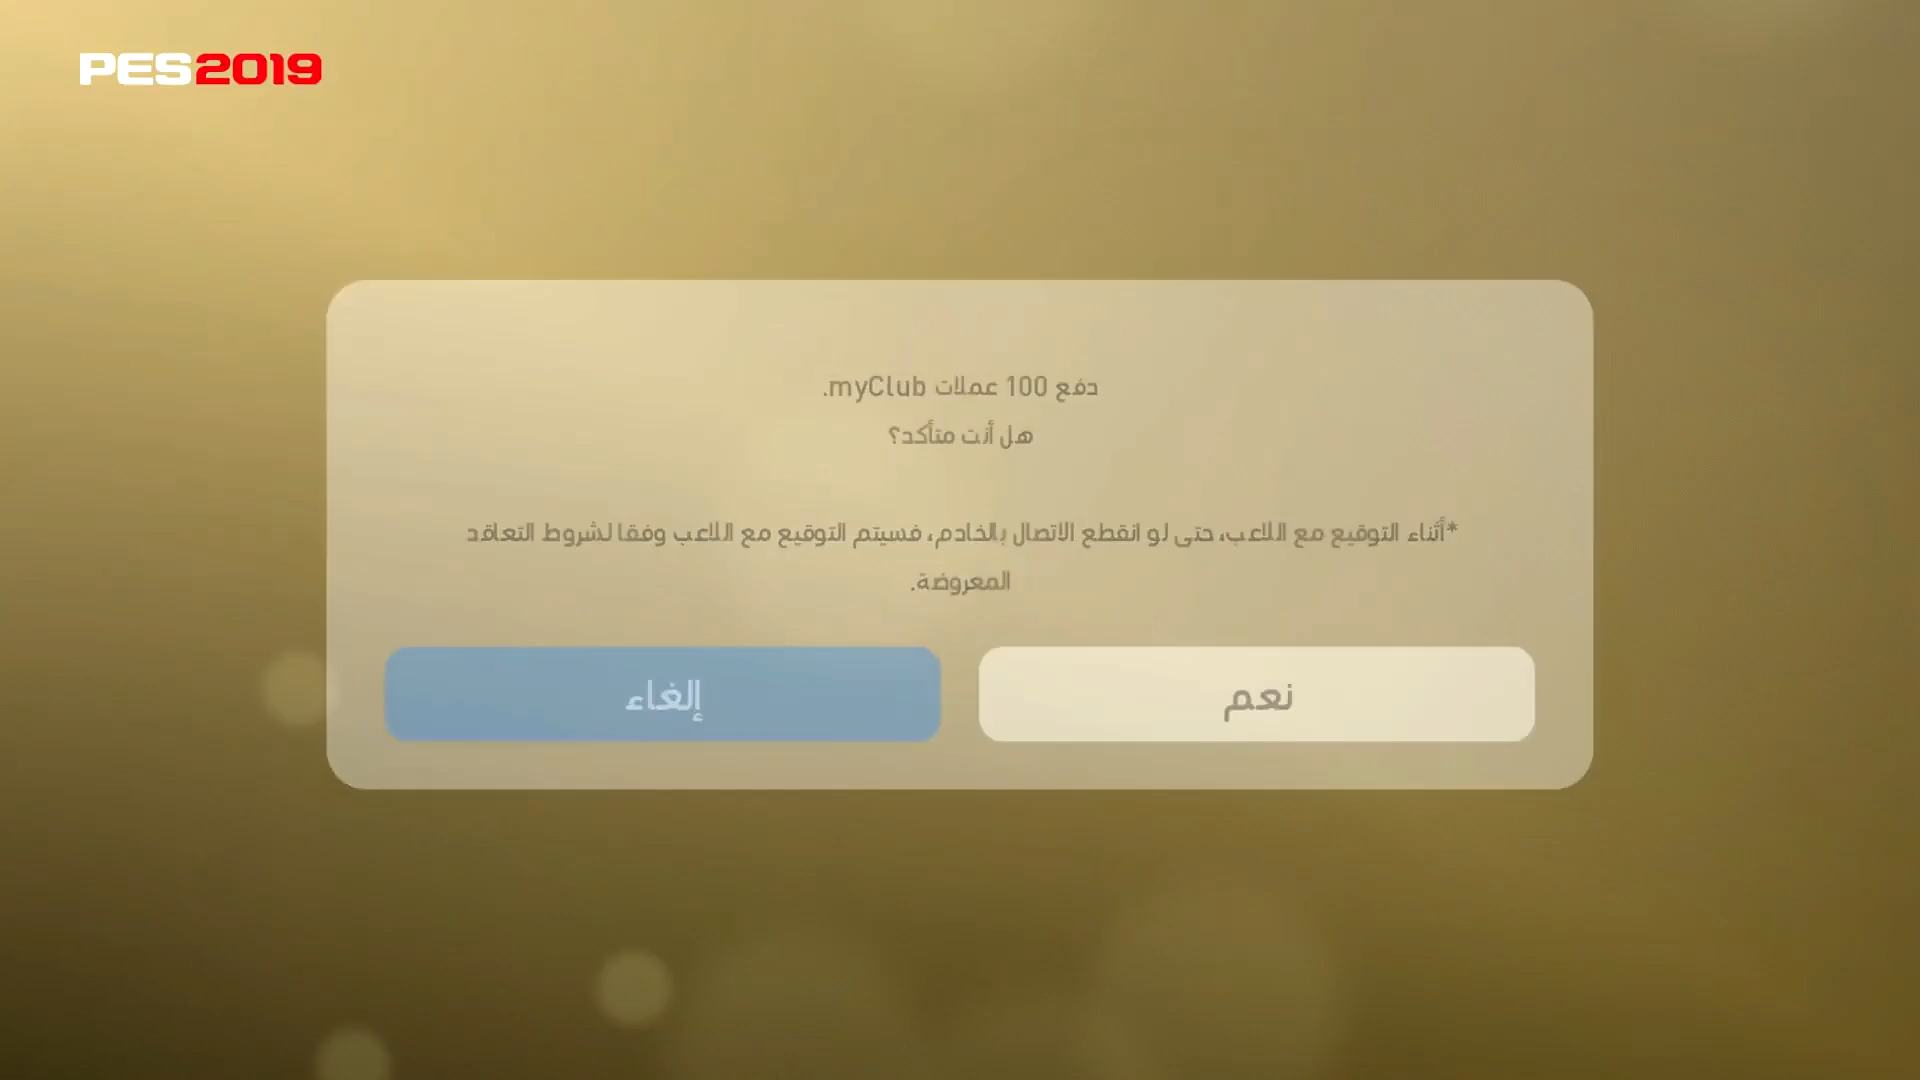 PES2019
دفع 100 عملات myClub.
هل أنت متأكد؟
*أثناء التوقيع مع اللاعب، حتى لو انقطع الاتصال بالخادم، فسيتم التوقيع مع اللاعب وفقا لشروط التعاقد
المعروضة.
نعم
إلغاء